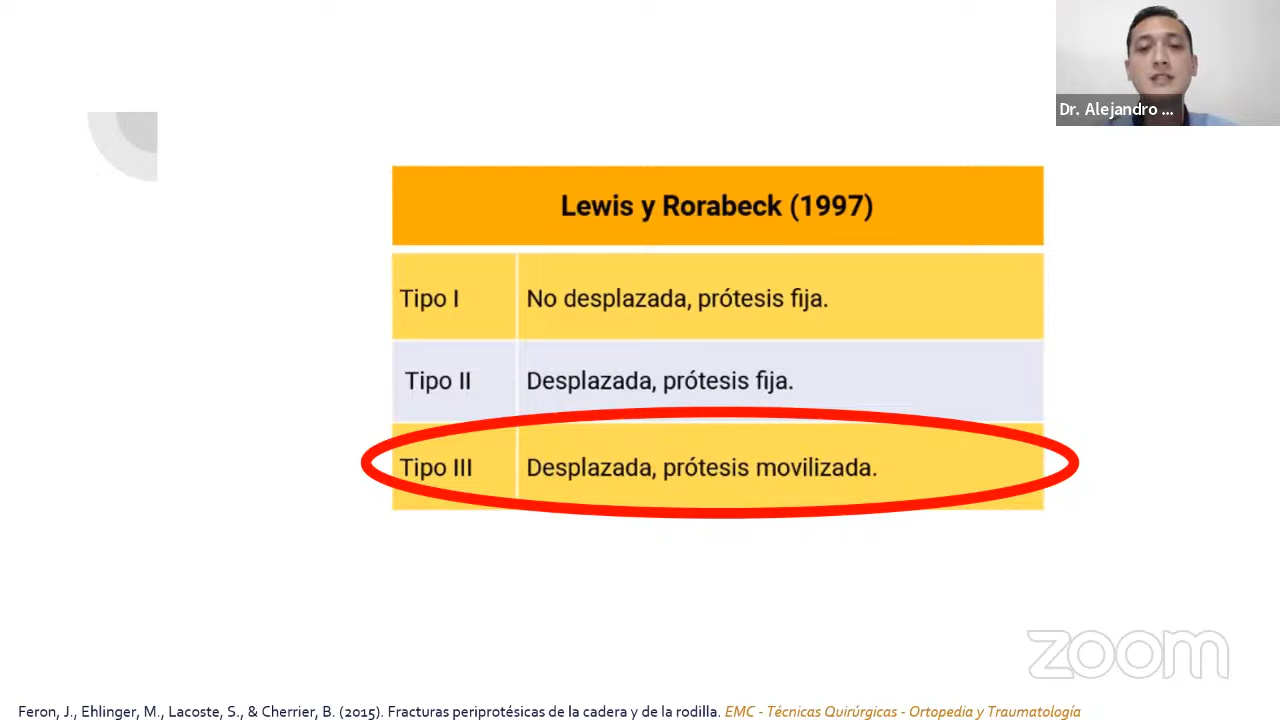 Dr. Alejandro ...
Lewis y Rorabeck (1997)
Tipo I No desplazada, prótesis fija.
Tipo II Desplazada, prótesis fija.
Tipo III Desplazada, prótesis movilizada.
zoom
Feron, J., Ehlinger, M., Lacoste, S., & Cherrier, B. (2015). Fracturas periprotésicas de la cadera y de la rodilla. EMC - Técnicas Quirúrgicas - Ortopedia y Traumatología